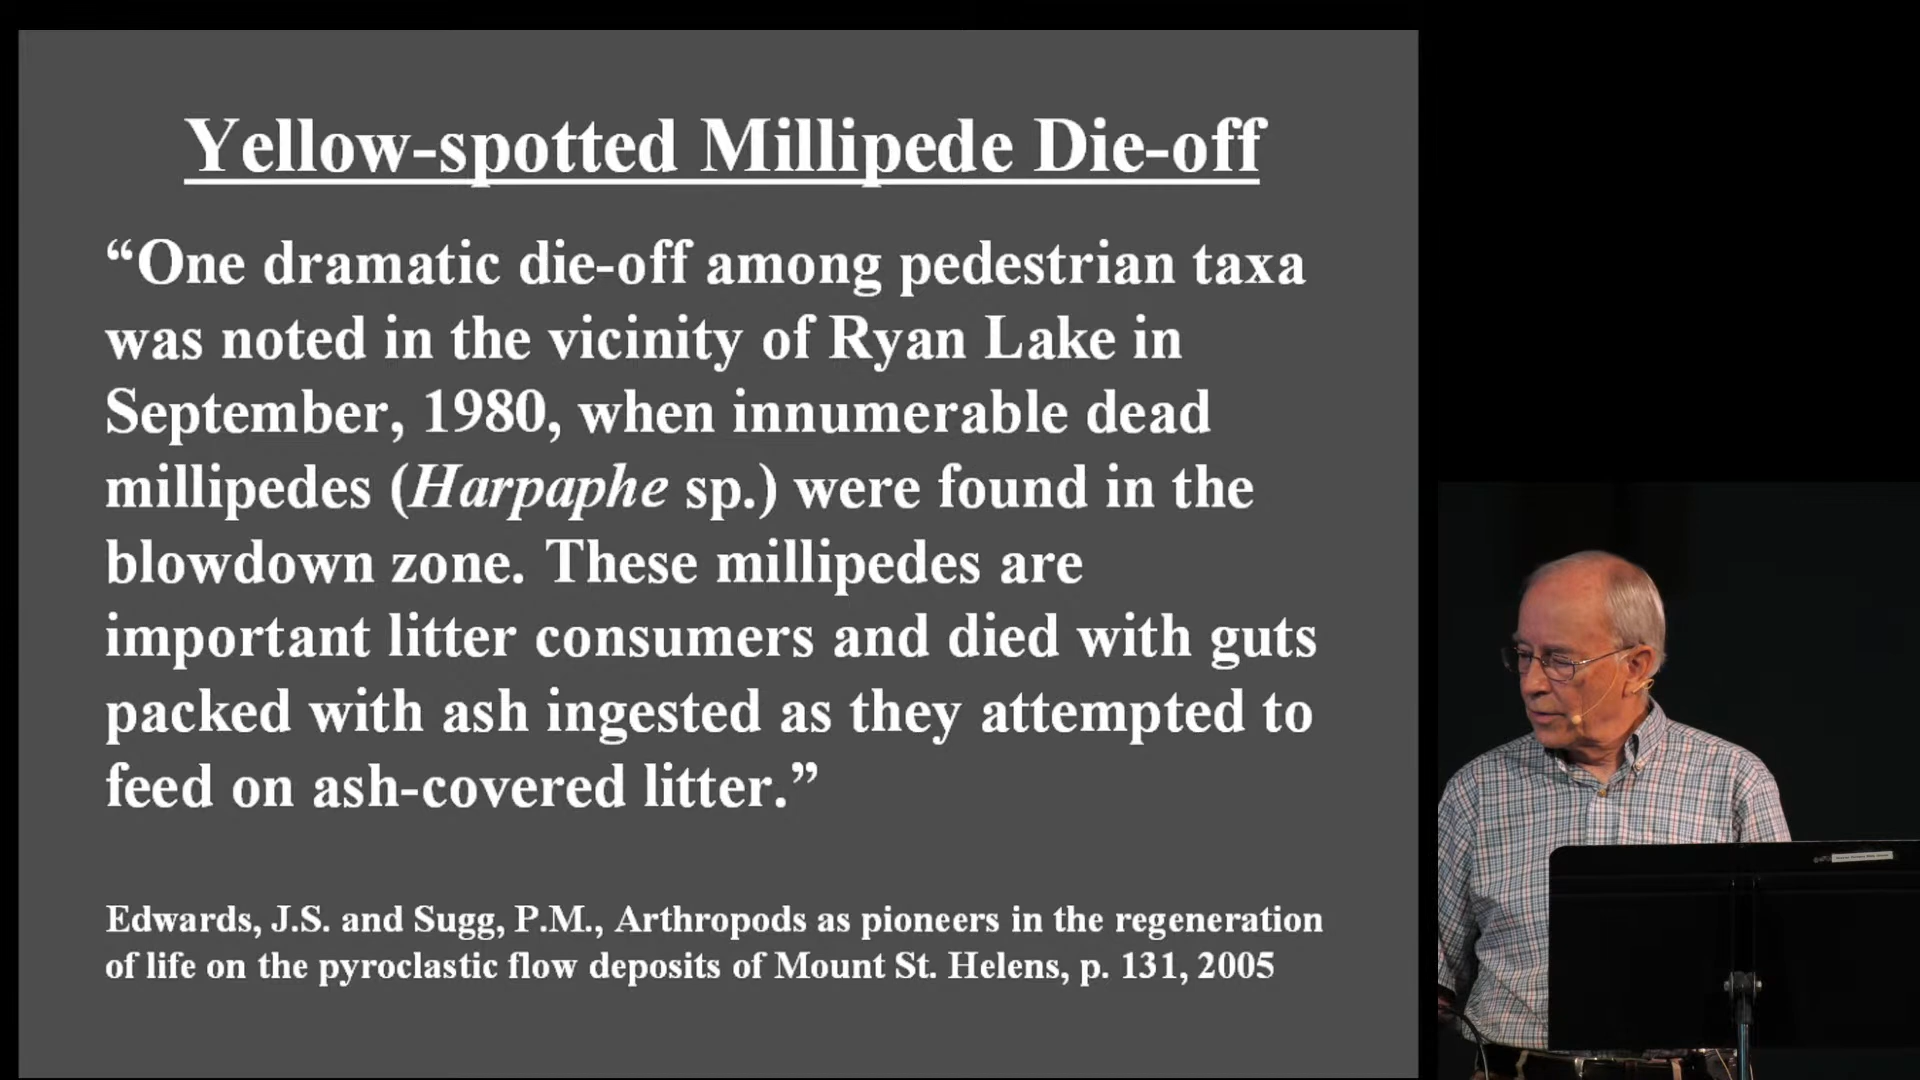 Yellow-spotted Millipede Die-off
“One dramatic die-off among pedestrian taxa
was noted in the vicinity of Ryan Lake in
September, 1980, when innumerable dead
millipedes (Harpaphe sp.) were found in the
blowdown zone. These millipedes are
important litter consumers and died with guts
packed with ash ingested as they attempted to
feed on ash-covered litter.”
Edwards, J.S. and Sugg, P.M., Arthropods as pioneers in the regeneration
of life on the pyroclastic flow deposits of Mount St. Helens, p. 131, 2005